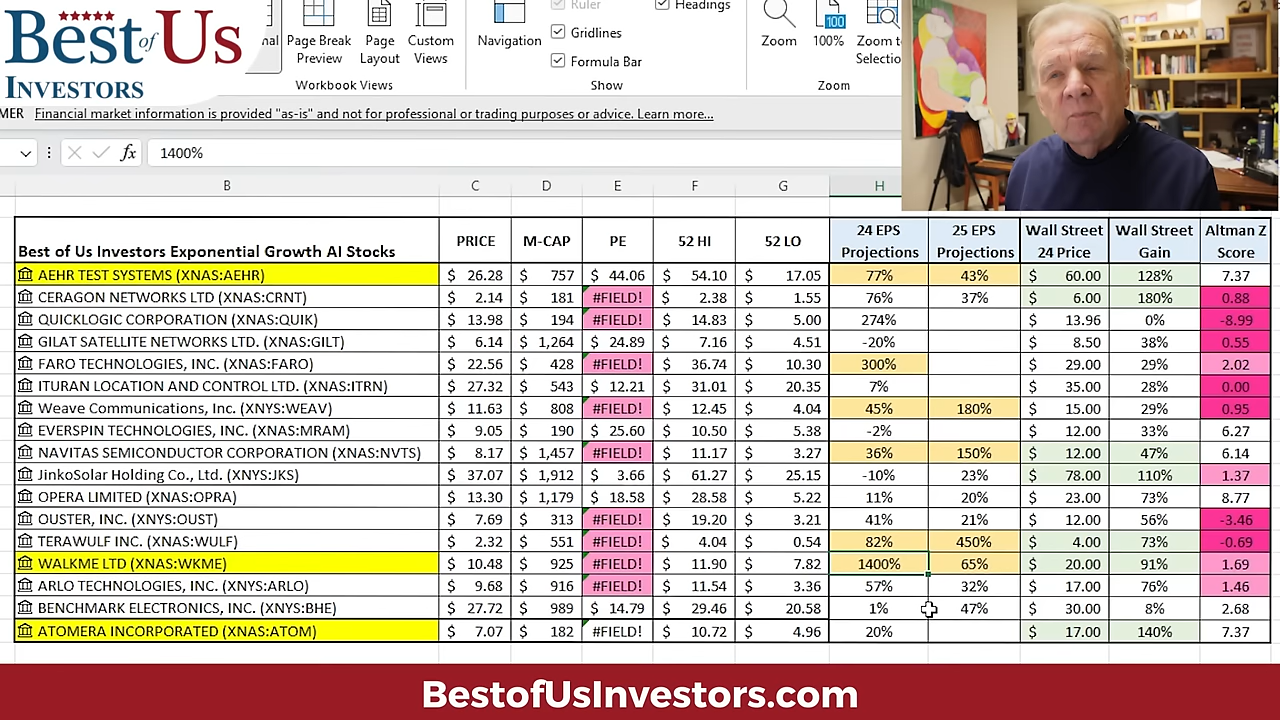 Best of Us
INVESTORS
Page Break
Preview
Page
Layout
Custom
Views
Workbook Views
Navigation
Ruler
Gridlines
Formula Bar
Headings
Show
Zoom
100
100%
Zoom to
Selectio
Zoom
MER Financial market information is provided "as-is" and not for professional or trading purposes or advice. Learn more...
fx 1400%
B C D E F G H
Best of Us Investors Exponential Growth AI Stocks PRICE M-CAP PE 52 HI 52 LO 24 EPS Projections 25 EPS Projections Wall Street 24 Price Wall Street Gain Altman Z Score
AEHR TEST SYSTEMS (XNAS:AEHR) $ 26.28 $ 757 $ 44.06 $ 54.10 $ 17.05 77% 43% $ 60.00 128% 7.37
CERAGON NETWORKS LTD (XNAS:CRNT) $ 2.14 $ 181 #FIELD! $ 2.38 $ 1.55 76% 37% $ 6.00 180% 0.88
QUICKLOGIC CORPORATION (XNAS:QUIK) $ 13.98 $ 194 #FIELD! $ 14.83 $ 5.00 274% $ 13.96 0% -8.99
GILAT SATELLITE NETWORKS LTD. (XNAS:GILT) $ 6.14 $ 1,264 $ 24.89 $ 7.16 $ 4.51 -20% $ 8.50 38% 0.55
FARO TECHNOLOGIES, INC. (XNAS:FARO) $ 22.56 $ 428 #FIELD! $ 36.74 $ 10.30 300% $ 29.00 29% 2.02
ITURAN LOCATION AND CONTROL LTD. (XNAS:ITRN) $ 27.32 $ 543 $ 12.21 $ 31.01 $ 20.35 7% $ 35.00 28% 0.00
Weave Communications, Inc. (XNYS:WEAV) $ 11.63 $ 808 #FIELD! $ 12.45 $ 4.04 45% 180% $ 15.00 29% 0.95
EVERSPIN TECHNOLOGIES, INC. (XNAS:MRAM) $ 9.05 $ 190 $ 25.60 $ 10.50 $ 5.38 -2% $ 12.00 33% 6.27
NAVITAS SEMICONDUCTOR CORPORATION (XNAS:NVTS) $ 8.17 $ 1,457 #FIELD! $ 11.17 $ 3.27 36% 150% $ 12.00 47% 6.14
JinkoSolar Holding Co., Ltd. (XNYS:JKS) $ 37.07 $ 1,912 $ 3.66 $ 61.27 $ 25.15 -10% 23% $ 78.00 110% 1.37
OPERA LIMITED (XNAS:OPRA) $ 13.30 $ 1,179 $ 18.58 $ 28.58 $ 5.22 11% 20% $ 23.00 73% 8.77
OUSTER, INC. (XNYS:OUST) $ 7.69 $ 313 #FIELD! $ 19.20 $ 3.21 41% 21% $ 12.00 56% -3.46
TERAWULF INC. (XNAS:WULF) $ 2.32 $ 551 #FIELD! $ 4.04 $ 0.54 82% 450% $ 4.00 73% -0.69
WALKME LTD (XNAS:WKME) $ 10.48 $ 925 #FIELD! $ 11.90 $ 7.82 1400% 65% $ 20.00 91% 1.69
ARLO TECHNOLOGIES, INC. (XNYS:ARLO) $ 9.68 $ 916 #FIELD! $ 11.54 $ 3.36 57% 32% $ 17.00 76% 1.46
BENCHMARK ELECTRONICS, INC. (XNYS:BHE) $ 27.72 $ 989 $ 14.79 $ 29.46 $ 20.58 1% 47% $ 30.00 8% 2.68
ATOMERA INCORPORATED (XNAS:ATOM) $ 7.07 $ 182 #FIELD! $ 10.72 $ 4.96 20% $ 17.00 140% 7.37
BestofUsInvestors.com